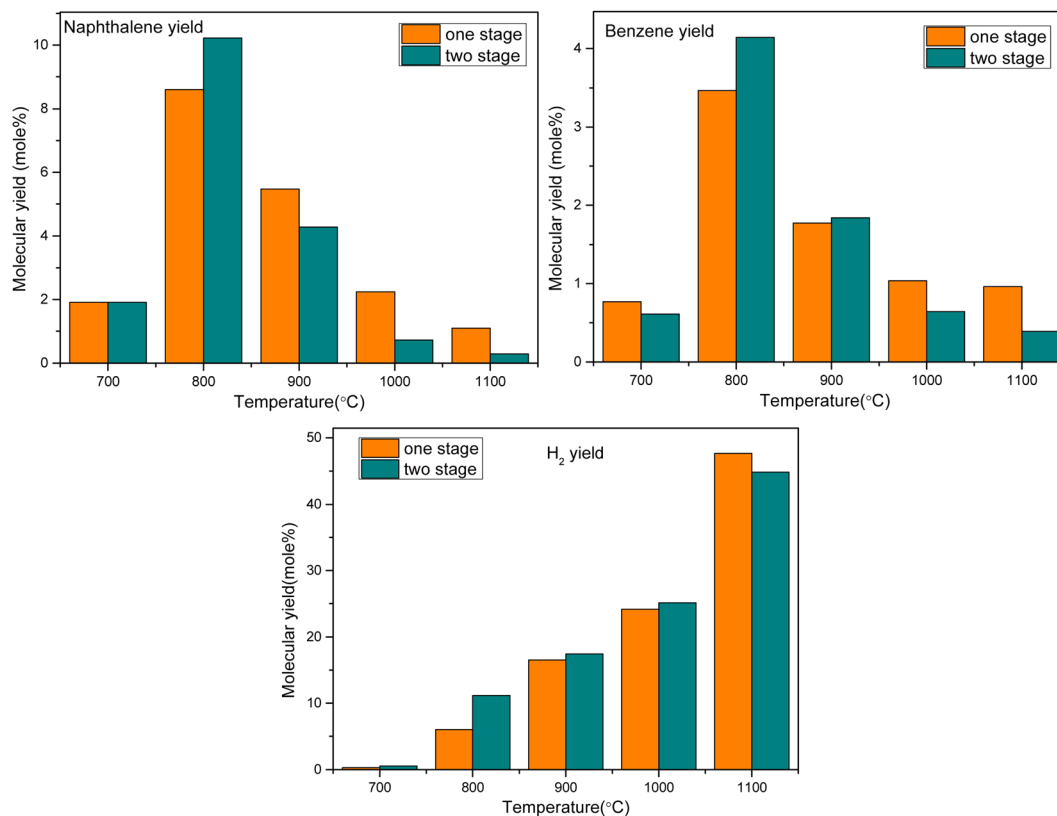 Naphthalene yield
one stage
two stage
Molecular yield (mole%)
10
8
6
4
2
0
700 800 900 1000 1100
Temperature(°C)
Benzene yield
one stage
two stage
Molecular yield (mole%)
4
3
2
1
0
700 800 900 1000 1100
Temperature(°C)
H₂ yield
one stage
two stage
Molecular yield(mole%)
50
40
30
20
10
0
700 800 900 1000 1100
Temperature(°C)